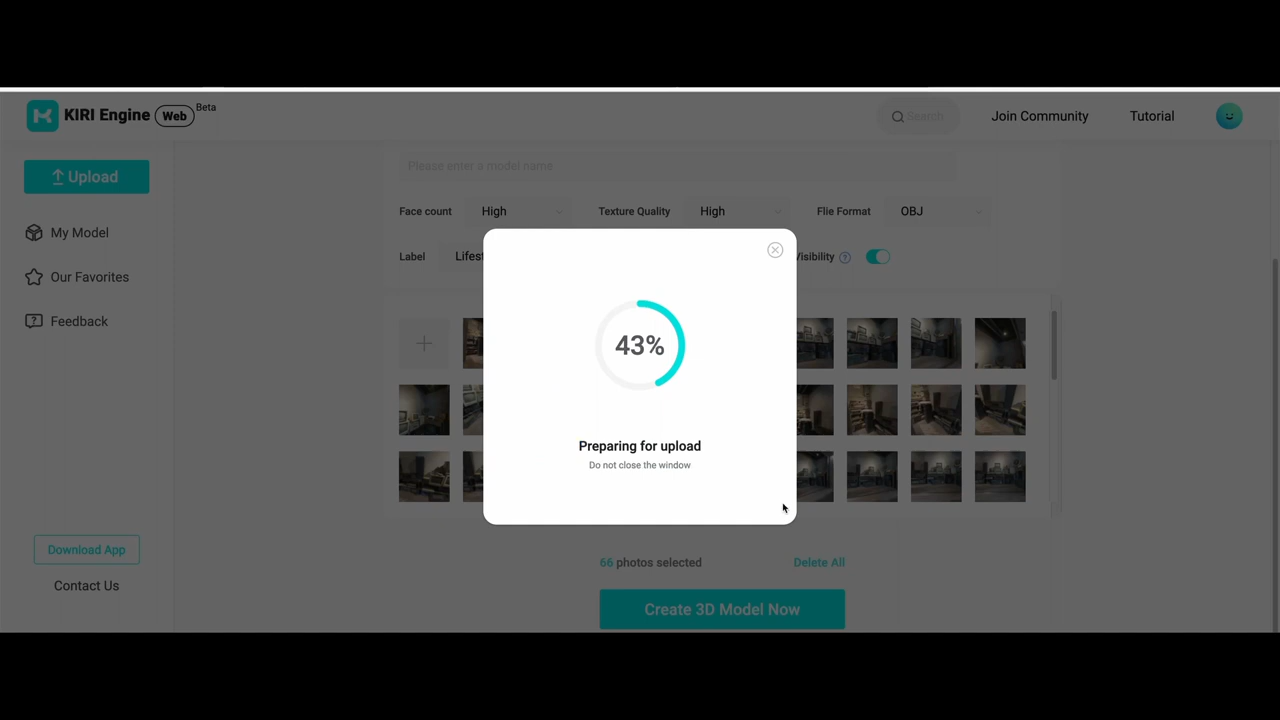 KIRI Engine Web Beta
Search
Join Community
Tutorial
Upload
My Model
Our Favorites
Feedback
Download App
Contact Us
Please enter a model name
Face count High
Texture Quality High
Flie Format OBJ
Label Lifest
Visibility ?
43%
Preparing for upload
Do not close the window
66 photos selected
Delete All
Create 3D Model Now